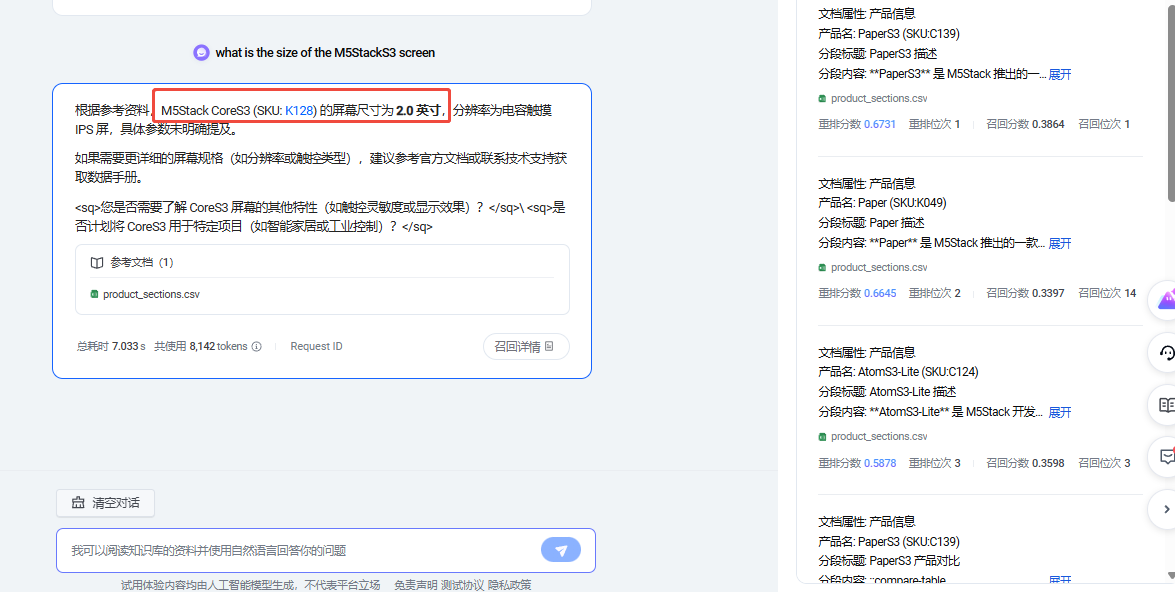 what is the size of the M5StackS3 screen
根据参考资料，M5Stack CoreS3 (SKU: K128) 的屏幕尺寸为 2.0 英寸，分辨率为电容触摸
IPS 屏，具体参数未明确提及。
如果需要更详细的屏幕规格（如分辨率或触控类型），建议参考官方文档或联系技术支持获
取数据手册。
<sq>您是否需要了解 CoreS3 屏幕的其他特性（如触控灵敏度或显示效果）？</sq>\ <sq>是
否计划将 CoreS3 用于特定项目（如智能家居或工业控制）？</sq>
参考文档（1）
product_sections.csv
总耗时 7.033 s 共使用 8,142 tokens Request ID
召回详情
清空对话
我可以阅读知识库的资料并使用自然语言回答你的问题
试用体验内容均由人工智能模型生成，不代表平台立场 免责声明 测试协议 隐私政策
文档属性: 产品信息
产品名: PaperS3 (SKU:C139)
分段标题: PaperS3 描述
分段内容: **PaperS3** 是 M5Stack 推出的一... 展开
product_sections.csv
重排分数 0.6731 重排位次 1 召回分数 0.3864 召回位次 1
文档属性: 产品信息
产品名: Paper (SKU:K049)
分段标题: Paper 描述
分段内容: **Paper** 是 M5Stack 推出的一款... 展开
product_sections.csv
重排分数 0.6645 重排位次 2 召回分数 0.3397 召回位次 14
文档属性: 产品信息
产品名: AtomS3-Lite (SKU:C124)
分段标题: AtomS3-Lite 描述
分段内容: **AtomS3-Lite** 是 M5Stack 开发... 展开
product_sections.csv
重排分数 0.5878 重排位次 3 召回分数 0.3598 召回位次 3
文档属性: 产品信息
产品名: PaperS3 (SKU:C139)
分段标题: PaperS3 产品对比
分段内容: ::compare-table 展开